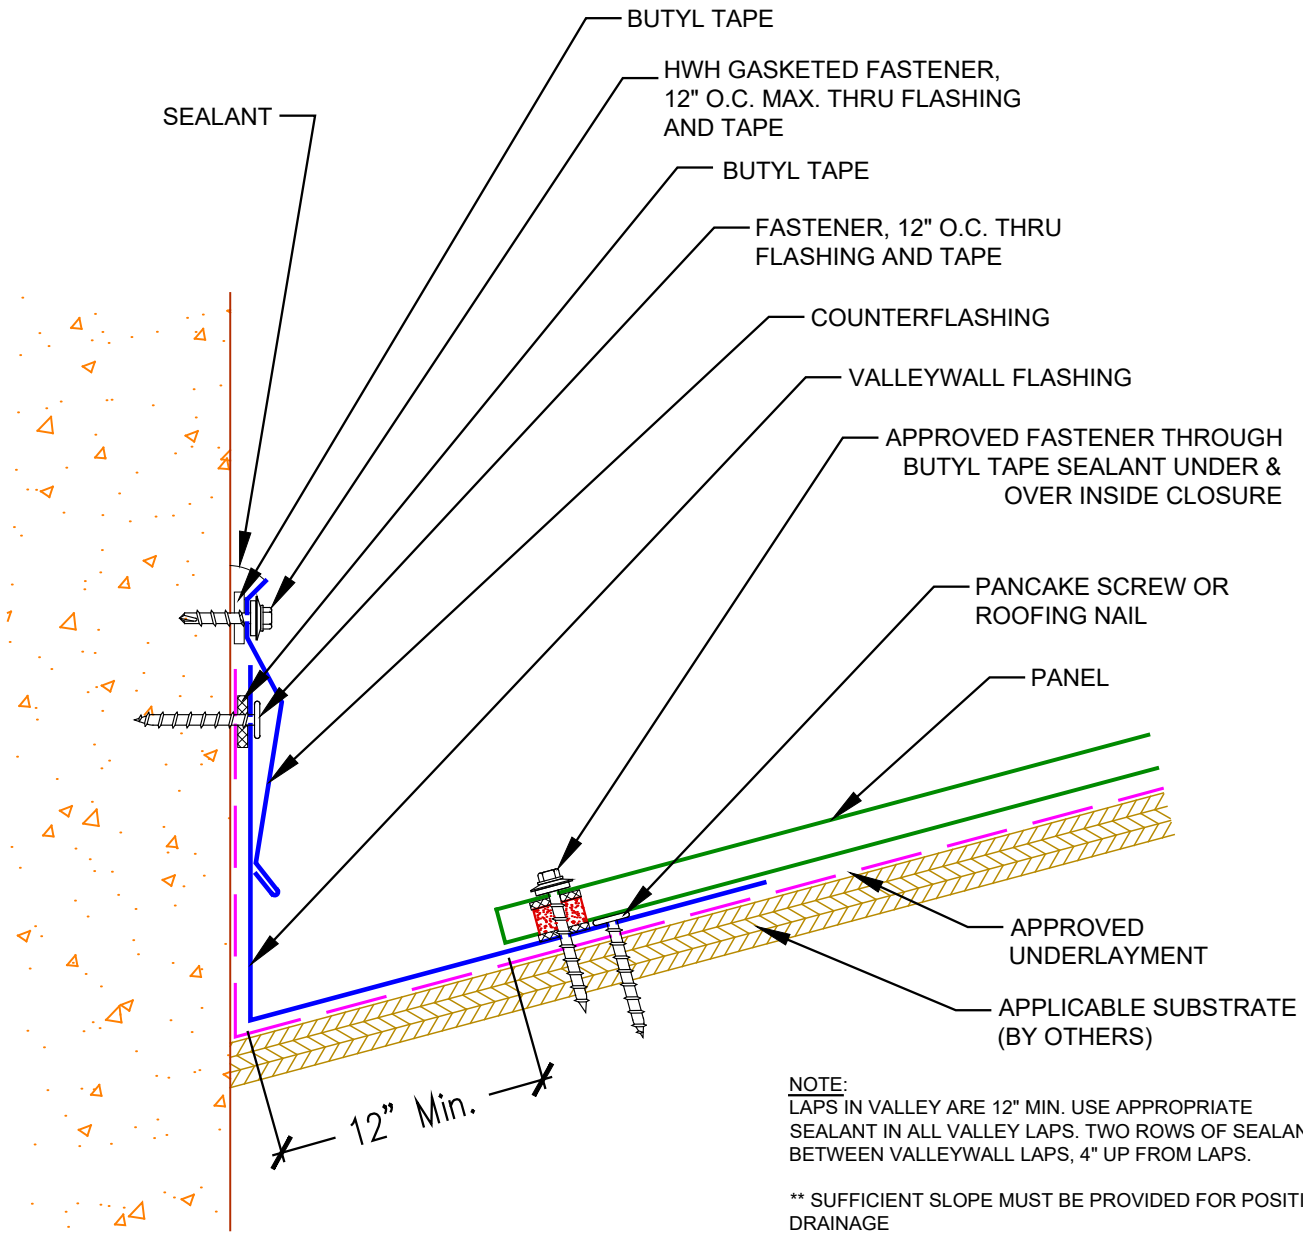 BUTYL TAPE
HWH GASKETED FASTENER,
12" O.C. MAX. THRU FLASHING
AND TAPE
SEALANT
BUTYL TAPE
FASTENER, 12" O.C. THRU
FLASHING AND TAPE
COUNTERFLASHING
VALLEYWALL FLASHING
APPROVED FASTENER THROUGH
BUTYL TAPE SEALANT UNDER &
OVER INSIDE CLOSURE
PANCAKE SCREW OR
ROOFING NAIL
PANEL
APPROVED
UNDERLAYMENT
APPLICABLE SUBSTRATE
(BY OTHERS)
12" Min.
NOTE:
LAPS IN VALLEY ARE 12" MIN. USE APPROPRIATE
SEALANT IN ALL VALLEY LAPS. TWO ROWS OF SEALAN
BETWEEN VALLEYWALL LAPS, 4" UP FROM LAPS.
** SUFFICIENT SLOPE MUST BE PROVIDED FOR POSITI
DRAINAGE